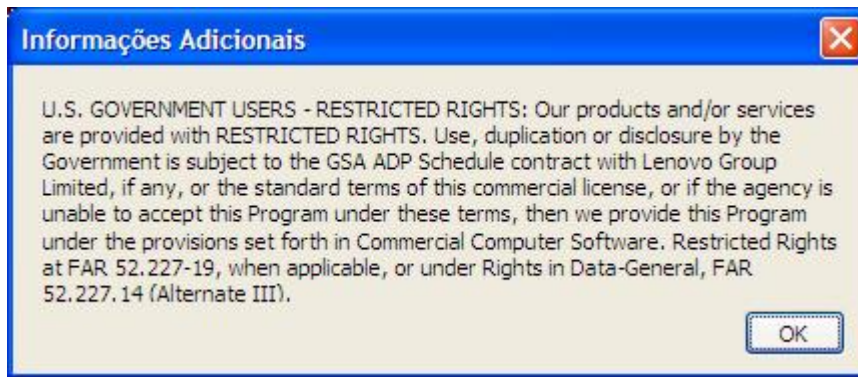 Informações Adicionais
U.S. GOVERNMENT USERS - RESTRICTED RIGHTS: Our products and/or services
are provided with RESTRICTED RIGHTS. Use, duplication or disclosure by the
Government is subject to the GSA ADP Schedule contract with Lenovo Group
Limited, if any, or the standard terms of this commercial license, or if the agency is
unable to accept this Program under these terms, then we provide this Program
under the provisions set forth in Commercial Computer Software. Restricted Rights
at FAR 52.227-19, when applicable, or under Rights in Data-General, FAR
52.227.14 (Alternate III).
OK